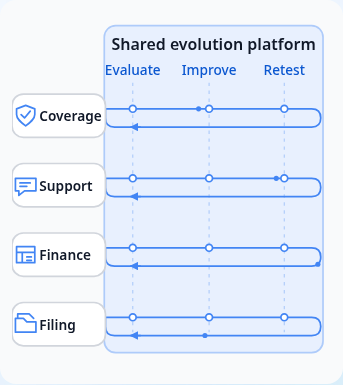 Shared evolution platform
Evaluate Improve Retest
Coverage
Support
Finance
Filing